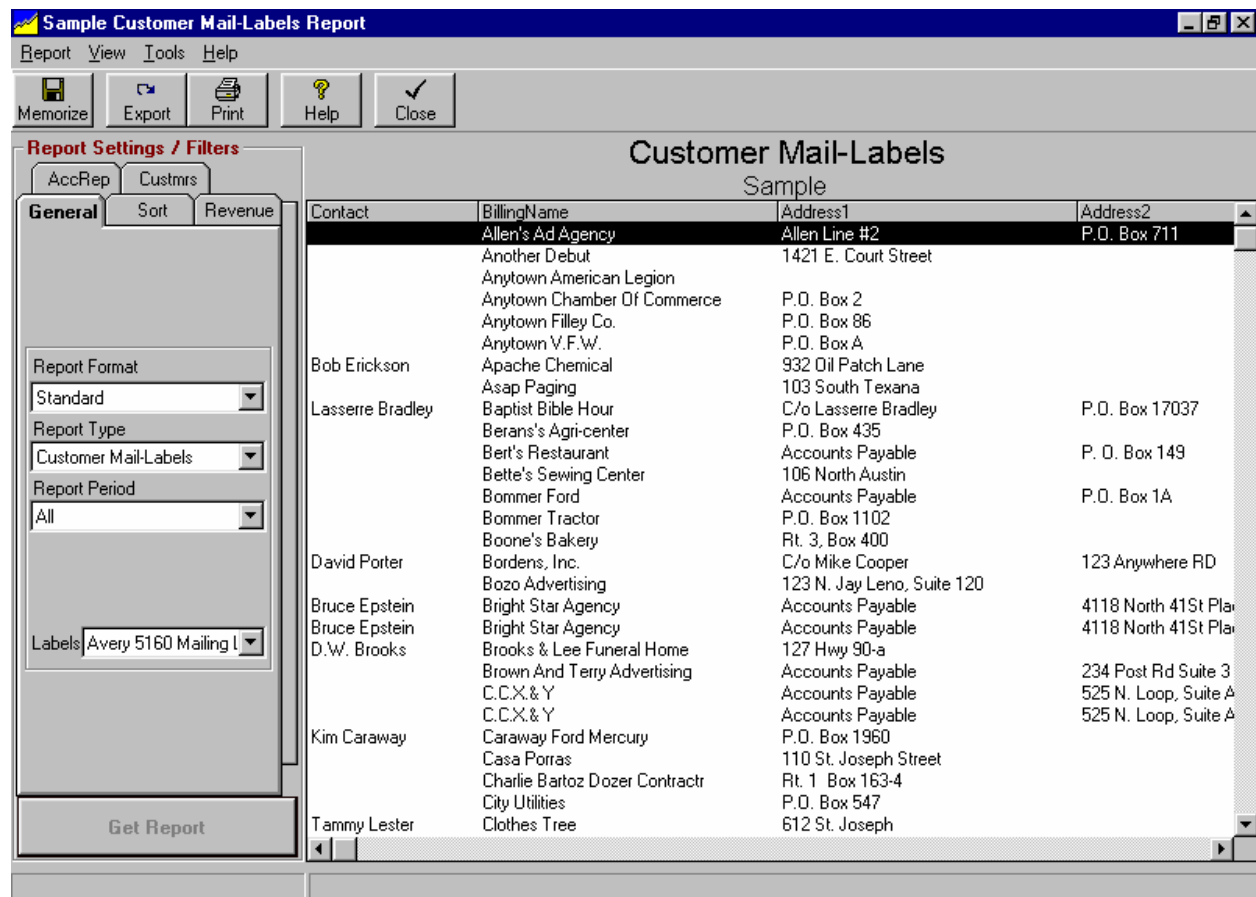 Sample Customer Mail-Labels Report
Report View Tools Help
Memorize Export Print Help Close
Report Settings / Filters
AccRep Custmrs
General Sort Revenue
Report Format
Standard
Report Type
Customer Mail-Labels
Report Period
All
Labels Avery 5160 Mailing L
Get Report
Customer Mail-Labels
Sample
Contact BillingName Address1 Address2
Allen's Ad Agency Allen Line #2 P.O. Box 711
Another Debut 1421 E. Court Street
Anytown American Legion
Anytown Chamber Of Commerce P.O. Box 2
Anytown Filley Co. P.O. Box 86
Anytown V.F.W. P.O. Box A
Bob Erickson Apache Chemical 932 Oil Patch Lane
Asap Paging 103 South Texana
Lasserre Bradley Baptist Bible Hour C/o Lasserre Bradley P.O. Box 17037
Berans's Agri-center P.O. Box 435
Bert's Restaurant Accounts Payable P. O. Box 149
Bette's Sewing Center 106 North Austin
Bommer Ford Accounts Payable P.O. Box 1A
Bommer Tractor P.O. Box 1102
Boone's Bakery Rt. 3, Box 400
David Porter Bordens, Inc. C/o Mike Cooper 123 Anywhere RD
Bozo Advertising 123 N. Jay Leno, Suite 120
Bruce Epstein Bright Star Agency Accounts Payable 4118 North 41St Pla
Bruce Epstein Bright Star Agency Accounts Payable 4118 North 41St Pla
D.W. Brooks Brooks & Lee Funeral Home 127 Hwy 90-a
Brown And Terry Advertising Accounts Payable 234 Post Rd Suite 3
C.C.X.& Y Accounts Payable 525 N. Loop, Suite A
C.C.X.& Y Accounts Payable 525 N. Loop, Suite A
Kim Caraway Caraway Ford Mercury P.O. Box 1960
Casa Porras 110 St. Joseph Street
Charlie Bartoz Dozer Contractr Rt. 1 Box 163-4
City Utilities P.O. Box 547
Tammy Lester Clothes Tree 612 St. Joseph